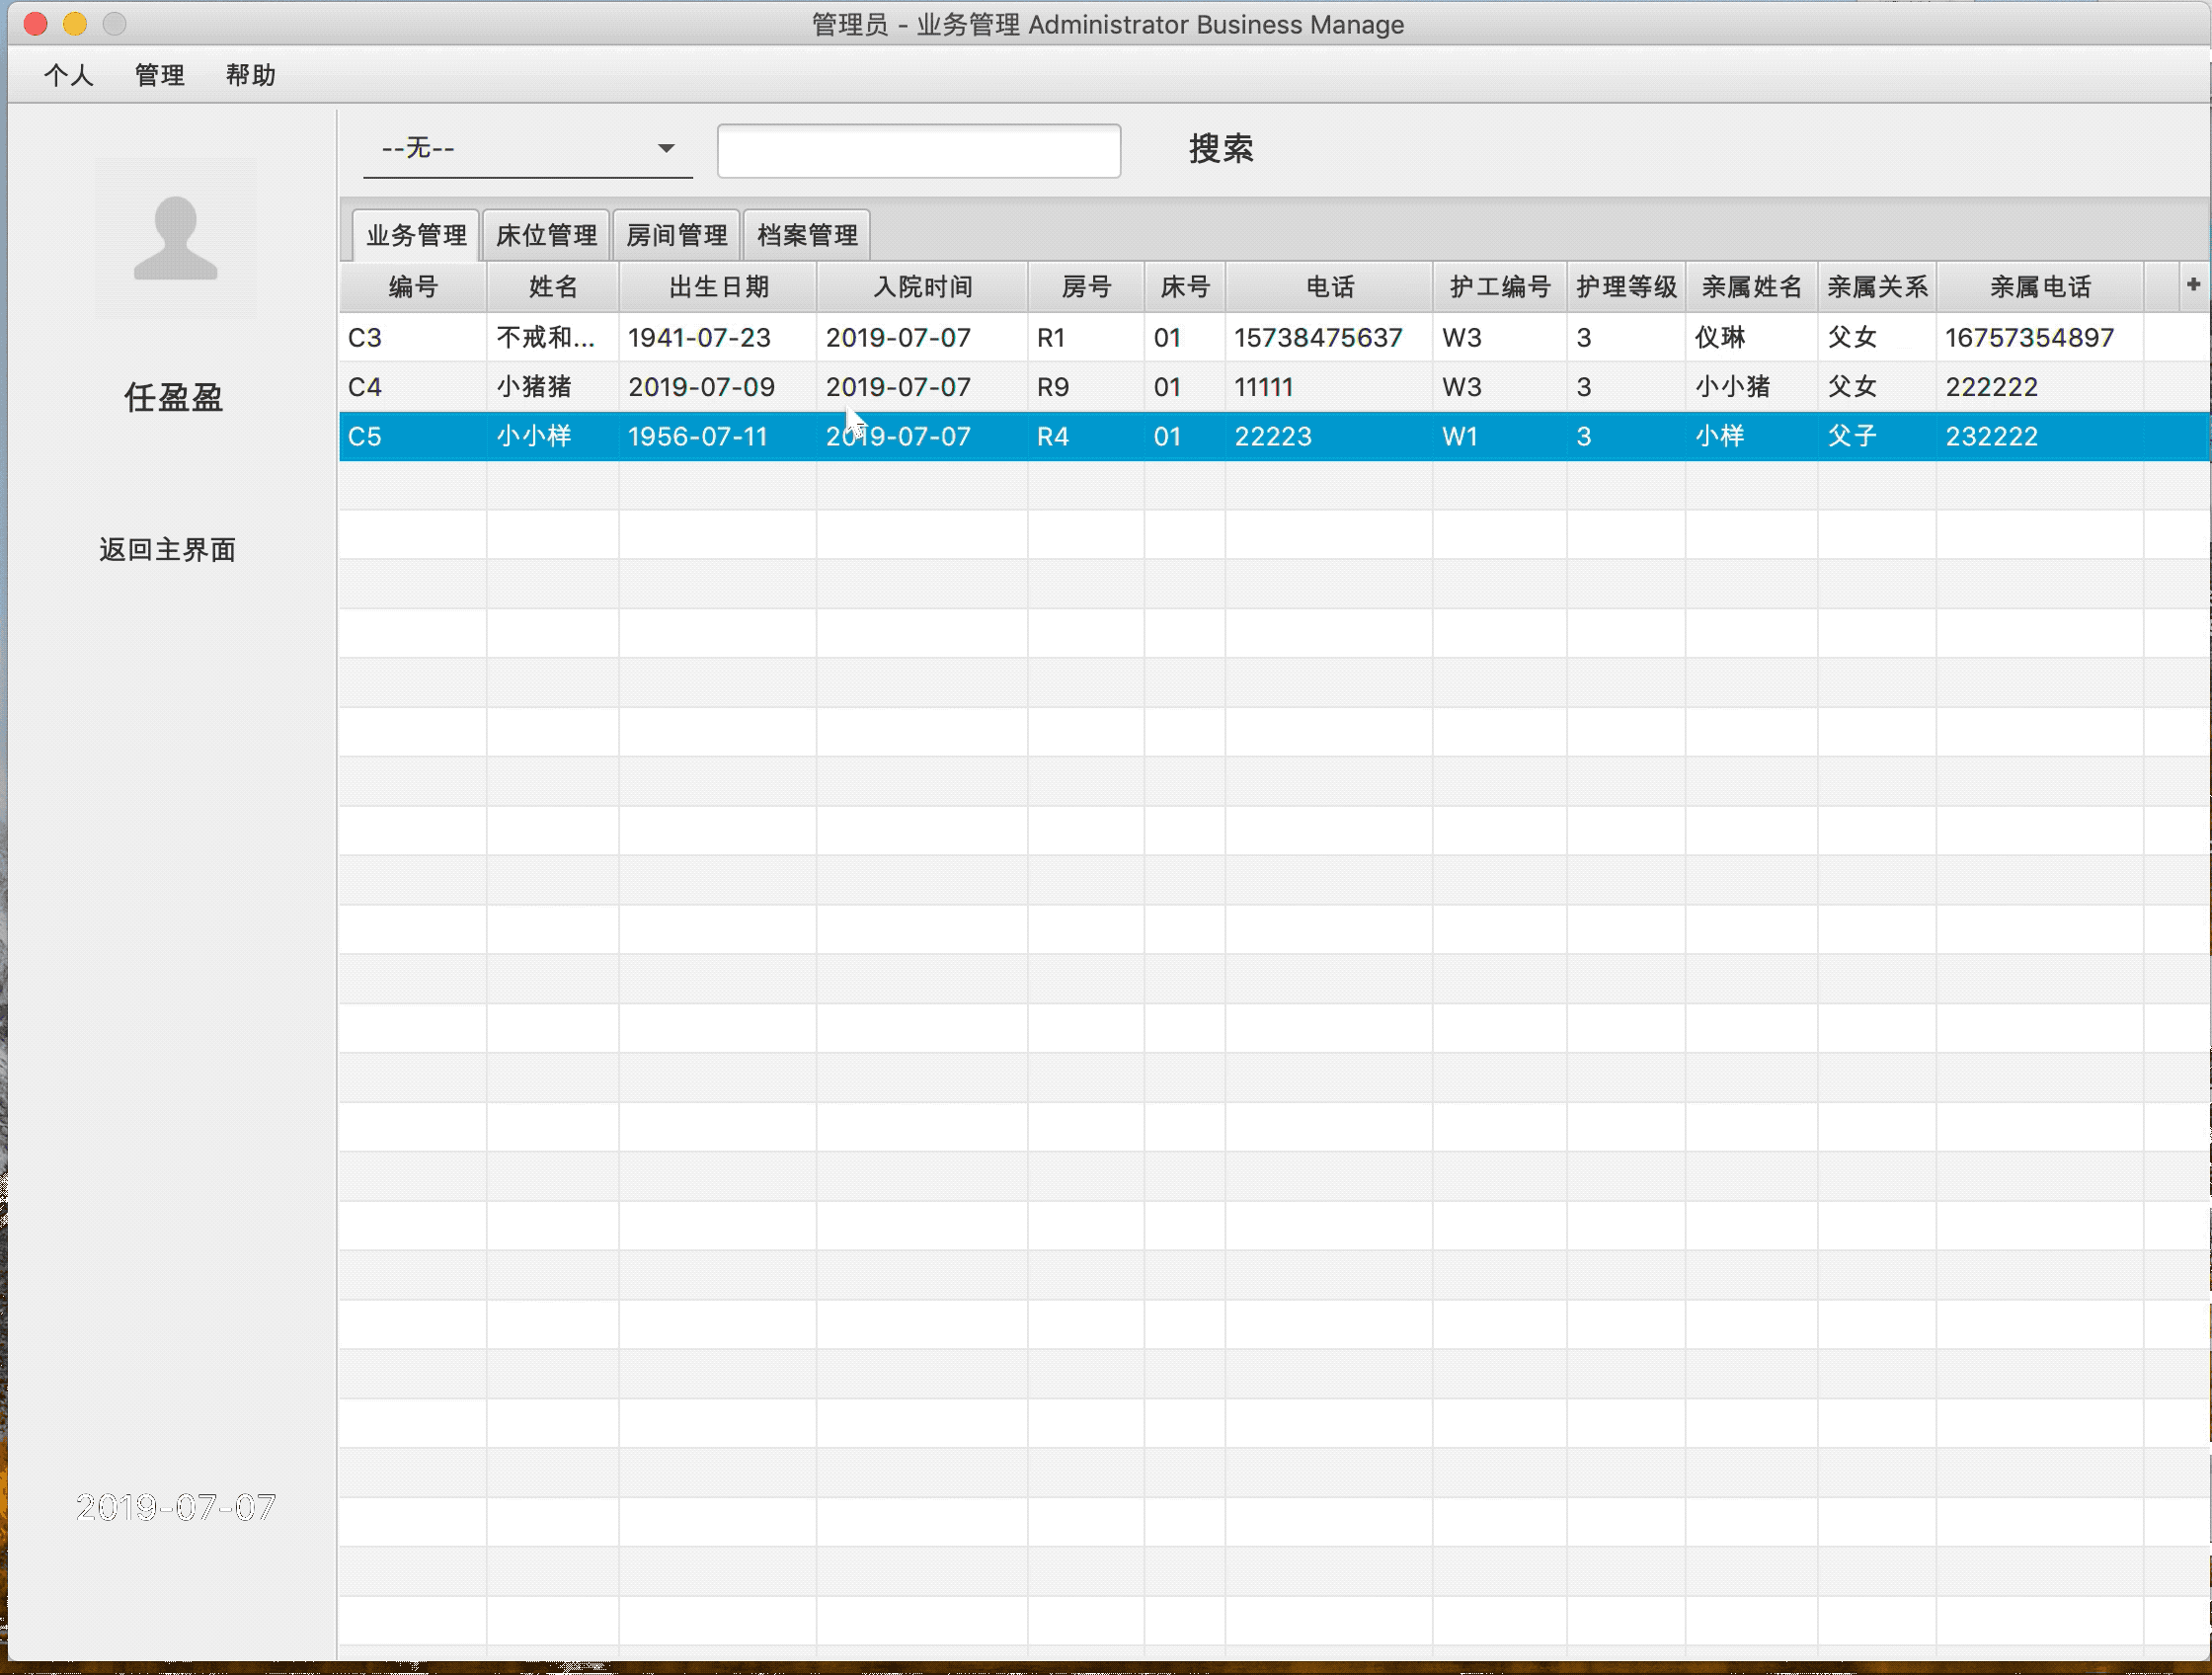 管理员 - 业务管理 Administrator Business Manage
个人 管理 帮助
--无-- 搜索
任盈盈
返回主界面
2019-07-07
业务管理 床位管理 房间管理 档案管理
编号 姓名 出生日期 入院时间 房号 床号 电话 护工编号 护理等级 亲属姓名 亲属关系 亲属电话 +
C3 不戒和... 1941-07-23 2019-07-07 R1 01 15738475637 W3 3 仪琳 父女 16757354897
C4 小猪猪 2019-07-09 2019-07-07 R9 01 11111 W3 3 小小猪 父女 222222
C5 小小样 1956-07-11 2019-07-07 R4 01 22223 W1 3 小样 父子 232222